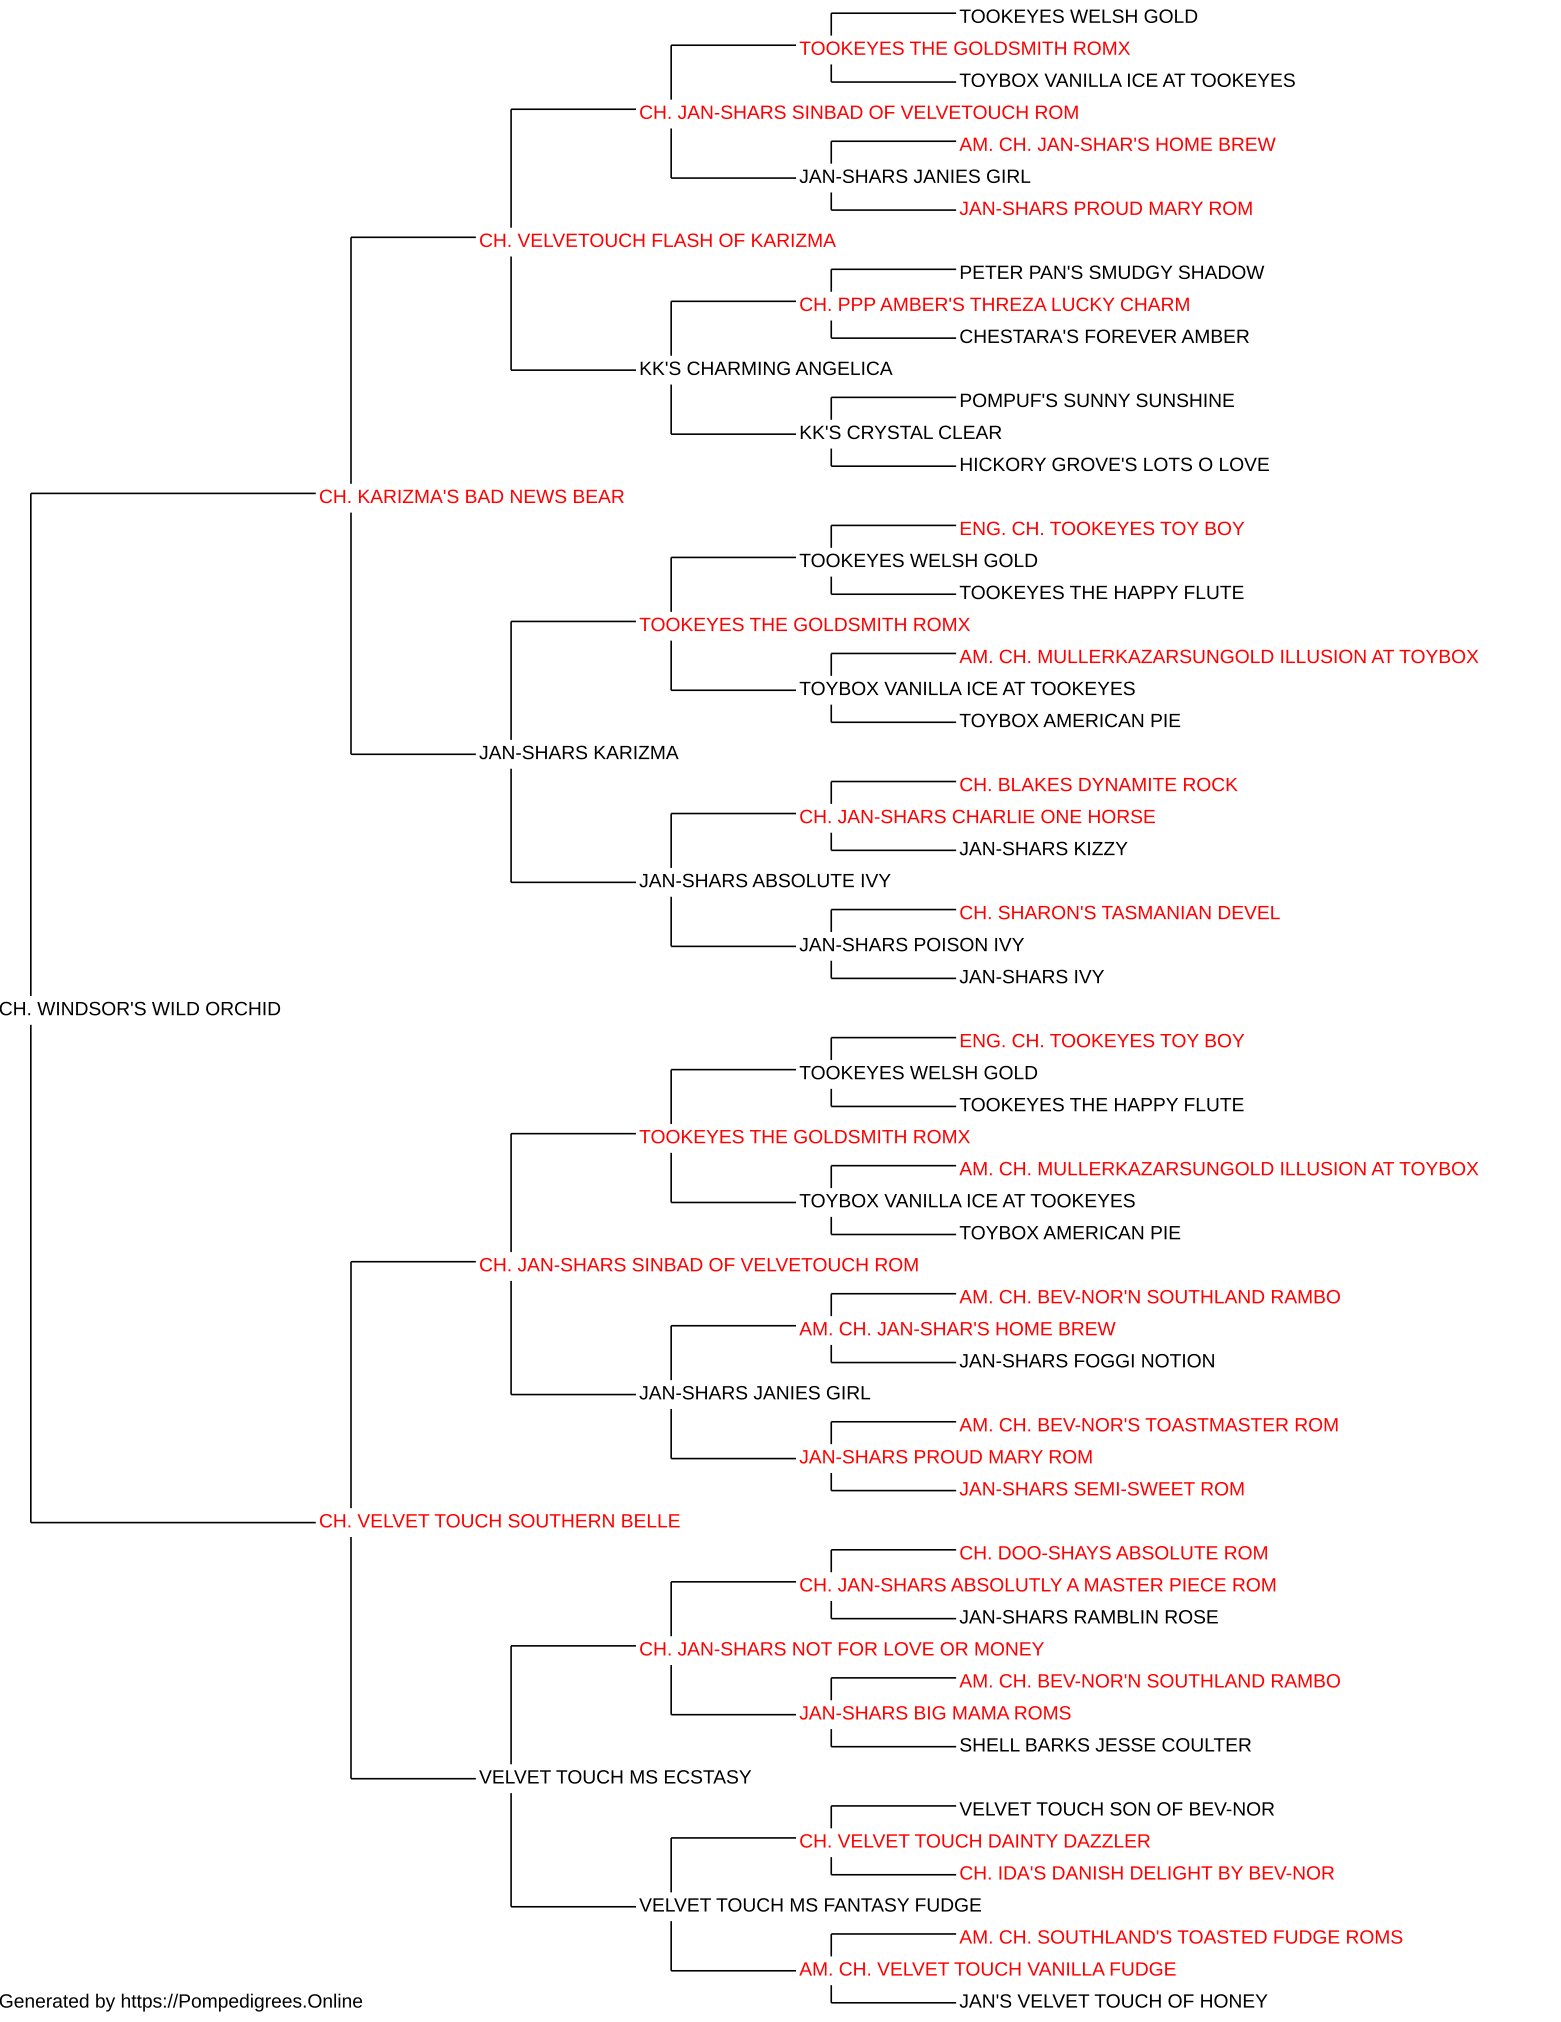 TOOKEYES WELSH GOLD
TOOKEYES THE GOLDSMITH ROMX
TOYBOX VANILLA ICE AT TOOKEYES
CH. JAN-SHARS SINBAD OF VELVETOUCH ROM
AM. CH. JAN-SHAR'S HOME BREW
JAN-SHARS JANIES GIRL
JAN-SHARS PROUD MARY ROM
CH. VELVETOUCH FLASH OF KARIZMA
PETER PAN'S SMUDGY SHADOW
CH. PPP AMBER'S THREZA LUCKY CHARM
CHESTARA'S FOREVER AMBER
KK'S CHARMING ANGELICA
POMPUF'S SUNNY SUNSHINE
KK'S CRYSTAL CLEAR
HICKORY GROVE'S LOTS O LOVE
CH. KARIZMA'S BAD NEWS BEAR
ENG. CH. TOOKEYES TOY BOY
TOOKEYES WELSH GOLD
TOOKEYES THE HAPPY FLUTE
TOOKEYES THE GOLDSMITH ROMX
AM. CH. MULLERKAZARSUNGOLD ILLUSION AT TOYBOX
TOYBOX VANILLA ICE AT TOOKEYES
TOYBOX AMERICAN PIE
JAN-SHARS KARIZMA
CH. BLAKES DYNAMITE ROCK
CH. JAN-SHARS CHARLIE ONE HORSE
JAN-SHARS KIZZY
JAN-SHARS ABSOLUTE IVY
CH. SHARON'S TASMANIAN DEVEL
JAN-SHARS POISON IVY
JAN-SHARS IVY
CH. WINDSOR'S WILD ORCHID
ENG. CH. TOOKEYES TOY BOY
TOOKEYES WELSH GOLD
TOOKEYES THE HAPPY FLUTE
TOOKEYES THE GOLDSMITH ROMX
AM. CH. MULLERKAZARSUNGOLD ILLUSION AT TOYBOX
TOYBOX VANILLA ICE AT TOOKEYES
TOYBOX AMERICAN PIE
CH. JAN-SHARS SINBAD OF VELVETOUCH ROM
AM. CH. BEV-NOR'N SOUTHLAND RAMBO
AM. CH. JAN-SHAR'S HOME BREW
JAN-SHARS FOGGI NOTION
JAN-SHARS JANIES GIRL
AM. CH. BEV-NOR'S TOASTMASTER ROM
JAN-SHARS PROUD MARY ROM
JAN-SHARS SEMI-SWEET ROM
CH. VELVET TOUCH SOUTHERN BELLE
CH. DOO-SHAYS ABSOLUTE ROM
CH. JAN-SHARS ABSOLUTLY A MASTER PIECE ROM
JAN-SHARS RAMBLIN ROSE
CH. JAN-SHARS NOT FOR LOVE OR MONEY
AM. CH. BEV-NOR'N SOUTHLAND RAMBO
JAN-SHARS BIG MAMA ROMS
SHELL BARKS JESSE COULTER
VELVET TOUCH MS ECSTASY
VELVET TOUCH SON OF BEV-NOR
CH. VELVET TOUCH DAINTY DAZZLER
CH. IDA'S DANISH DELIGHT BY BEV-NOR
VELVET TOUCH MS FANTASY FUDGE
AM. CH. SOUTHLAND'S TOASTED FUDGE ROMS
AM. CH. VELVET TOUCH VANILLA FUDGE
JAN'S VELVET TOUCH OF HONEY
Generated by https://Pompedigrees.Online